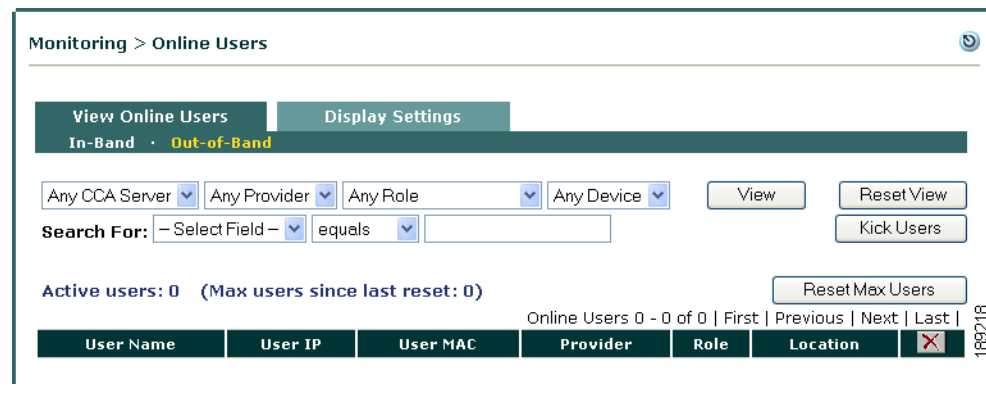 Monitoring > Online Users
View Online Users Display Settings
In-Band · Out-of-Band
Any CCA Server Any Provider Any Role Any Device View Reset View
Search For: – Select Field – equals Kick Users
Active users: 0 (Max users since last reset: 0) Reset Max Users
Online Users 0 - 0 of 0 | First | Previous | Next | Last |
User Name User IP User MAC Provider Role Location
189218